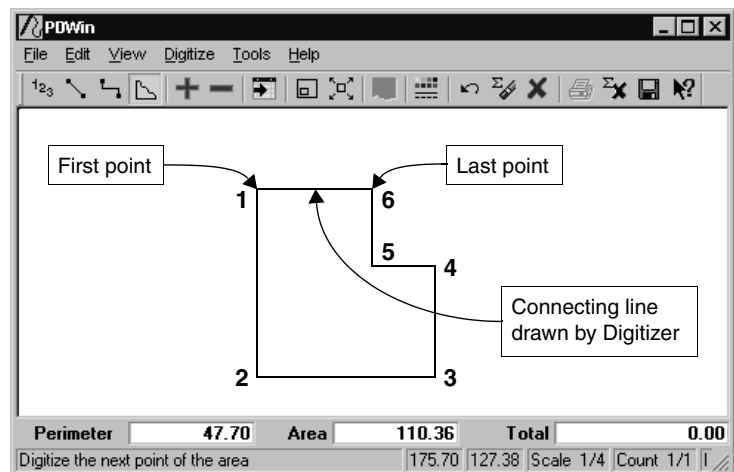 PDWin
File Edit View Digitize Tools Help
123
First point
Last point
1
6
5
4
Connecting line
drawn by Digitizer
2
3
Perimeter 47.70 Area 110.36 Total 0.00
Digitize the next point of the area 175.70 127.38 Scale 1/4 Count 1/1